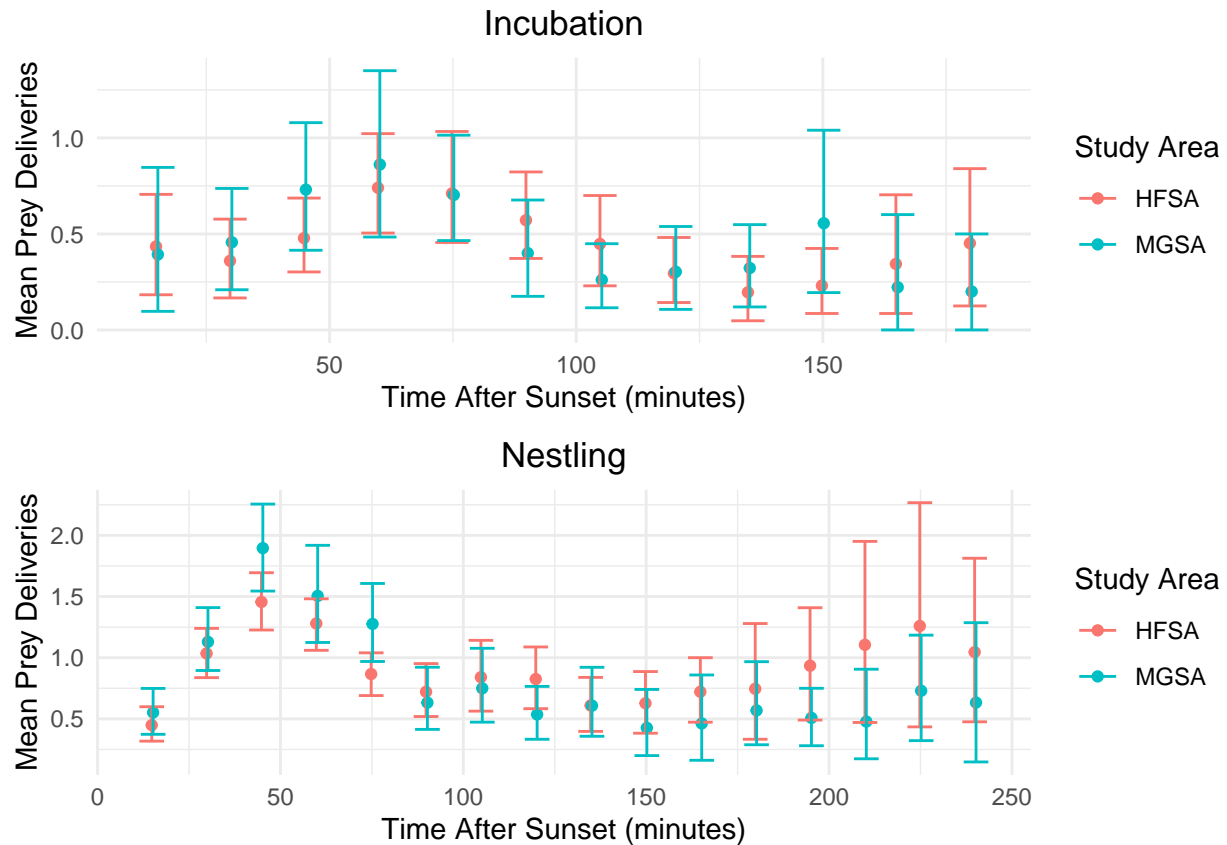 Incubation
Mean Prey Deliveries
1.0
0.5
0.0
50
100
150
Time After Sunset (minutes)
Study Area
HFSA
MGSA
Nestling
Mean Prey Deliveries
2.0
1.5
1.0
0.5
0
50
100
150
200
250
Time After Sunset (minutes)
Study Area
HFSA
MGSA